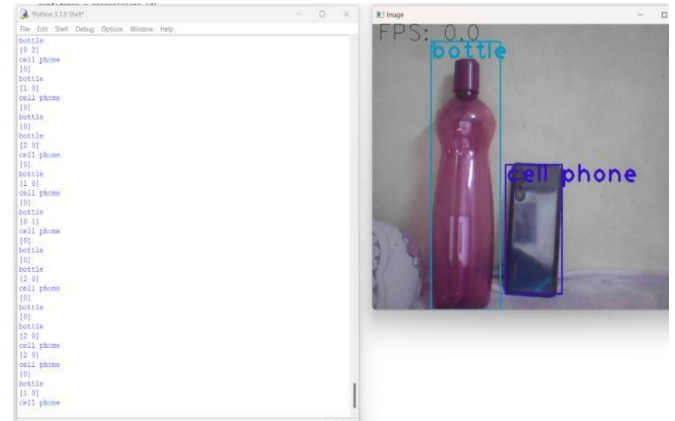 *Python 3.7.8 Shell*
File Edit Shell Debug Options Window Help
bottle
[0 2]
cell phone
[0]
bottle
[1 0]
cell phone
[0]
bottle
[0]
bottle
[2 0]
cell phone
[0]
bottle
[1 0]
cell phone
[0]
bottle
[0 1]
cell phone
[0]
bottle
[0]
bottle
[2 0]
cell phone
[0]
bottle
[0]
bottle
[2 0]
cell phone
[2 0]
cell phone
[0]
bottle
[1 0]
cell phone
Image
FPS: 0.0
bottle
cell phone